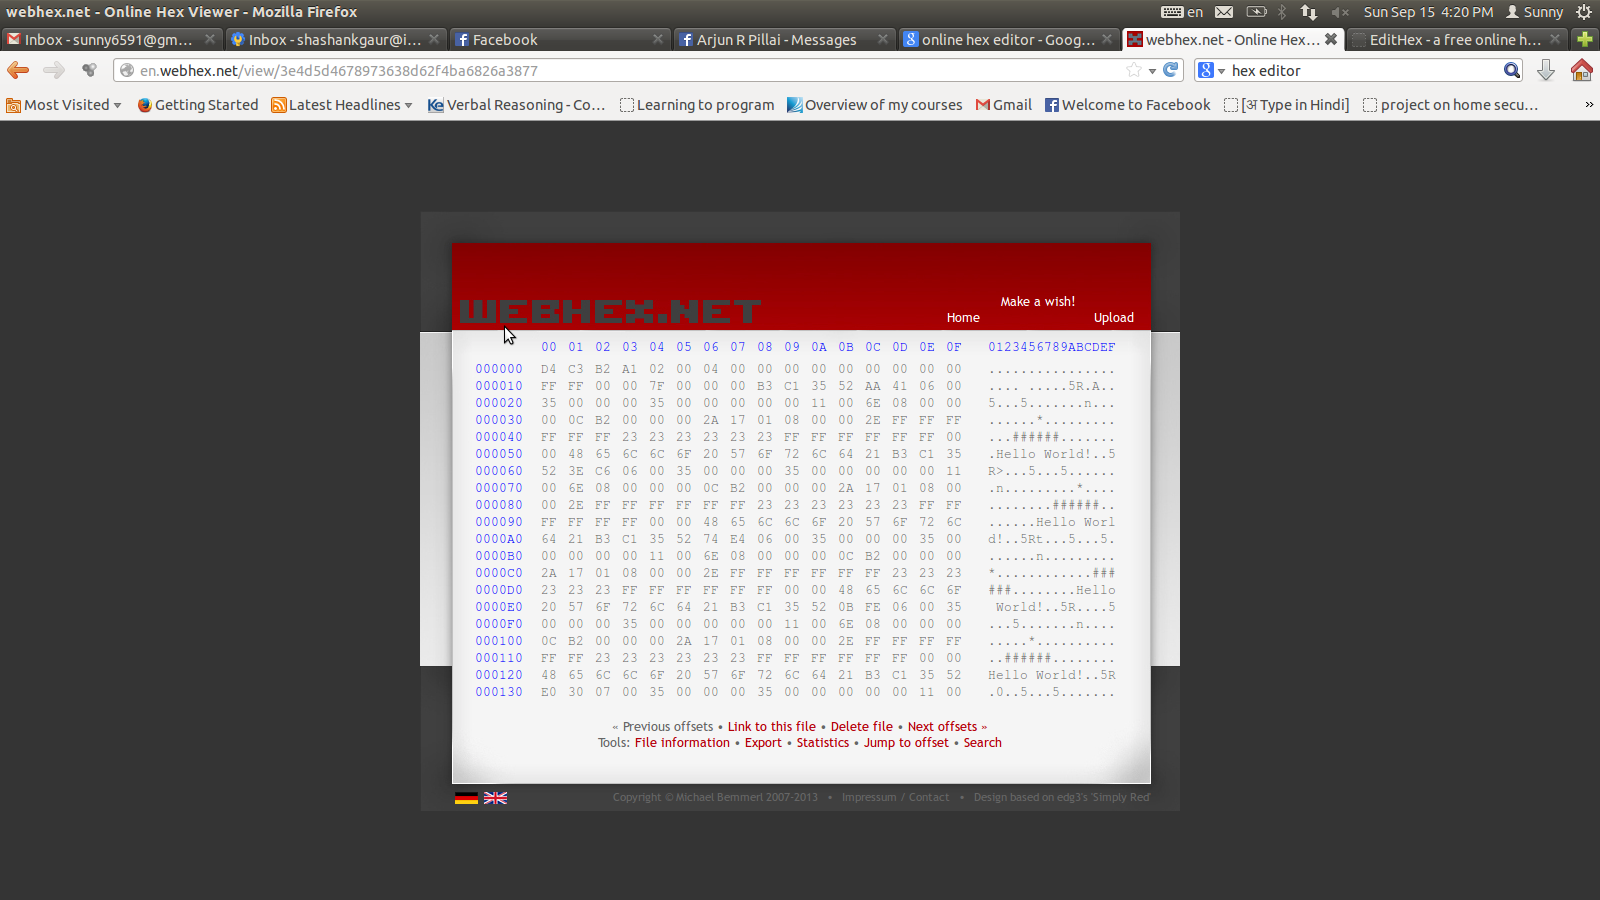 webhex.net - Online Hex Viewer - Mozilla Firefox
en
Sun Sep 15 4:20 PM
Sunny
Inbox - sunny6591@gm...
Inbox - shashankgaur@i...
Facebook
Arjun R Pillai - Messages
online hex editor - Goog...
webhex.net - Online Hex...
EditHex - a free online h...
en.webhex.net/view/3e4d5d4678973638d62f4ba6826a3877
hex editor
Most Visited
Getting Started
Latest Headlines
Verbal Reasoning - Co...
Learning to program
Overview of my courses
Gmail
Welcome to Facebook
[अ Type in Hindi]
project on home secu...
»
WEBHEX.NET
Make a wish!
Home
Upload
00 01 02 03 04 05 06 07 08 09 0A 0B 0C 0D 0E 0F 0123456789ABCDEF
000000 D4 C3 B2 A1 02 00 04 00 00 00 00 00 00 00 00 00 ................
000010 FF FF 00 00 7F 00 00 00 B3 C1 35 52 AA 41 06 00 .... .....5R.A..
000020 35 00 00 00 35 00 00 00 00 00 11 00 6E 08 00 00 5...5.......n...
000030 00 0C B2 00 00 00 2A 17 01 08 00 00 2E FF FF FF ......*.........
000040 FF FF FF 23 23 23 23 23 23 FF FF FF FF FF FF 00 ...######.......
000050 00 48 65 6C 6C 6F 20 57 6F 72 6C 64 21 B3 C1 35 .Hello World!..5
000060 52 3E C6 06 00 35 00 00 00 35 00 00 00 00 00 11 R>...5...5......
000070 00 6E 08 00 00 00 0C B2 00 00 00 2A 17 01 08 00 .n.........*....
000080 00 2E FF FF FF FF FF FF 23 23 23 23 23 23 FF FF ........######..
000090 FF FF FF FF 00 00 48 65 6C 6C 6F 20 57 6F 72 6C ......Hello Worl
0000A0 64 21 B3 C1 35 52 74 E4 06 00 35 00 00 00 35 00 d!..5Rt...5...5.
0000B0 00 00 00 00 11 00 6E 08 00 00 00 0C B2 00 00 00 ......n.........
0000C0 2A 17 01 08 00 00 2E FF FF FF FF FF FF 23 23 23 *............###
0000D0 23 23 23 FF FF FF FF FF FF 00 00 48 65 6C 6C 6F ###........Hello
0000E0 20 57 6F 72 6C 64 21 B3 C1 35 52 0B FE 06 00 35  World!..5R....5
0000F0 00 00 00 35 00 00 00 00 00 11 00 6E 08 00 00 00 ...5.......n....
000100 0C B2 00 00 00 2A 17 01 08 00 00 2E FF FF FF FF .....*..........
000110 FF FF 23 23 23 23 23 23 FF FF FF FF FF FF 00 00 ..######........
000120 48 65 6C 6C 6F 20 57 6F 72 6C 64 21 B3 C1 35 52 Hello World!..5R
000130 E0 30 07 00 35 00 00 00 35 00 00 00 00 00 11 00 .0..5...5.......
« Previous offsets • Link to this file • Delete file • Next offsets »
Tools: File information • Export • Statistics • Jump to offset • Search
Copyright © Michael Bemmerl 2007-2013 • Impressum / Contact • Design based on edg3's 'Simply Red'